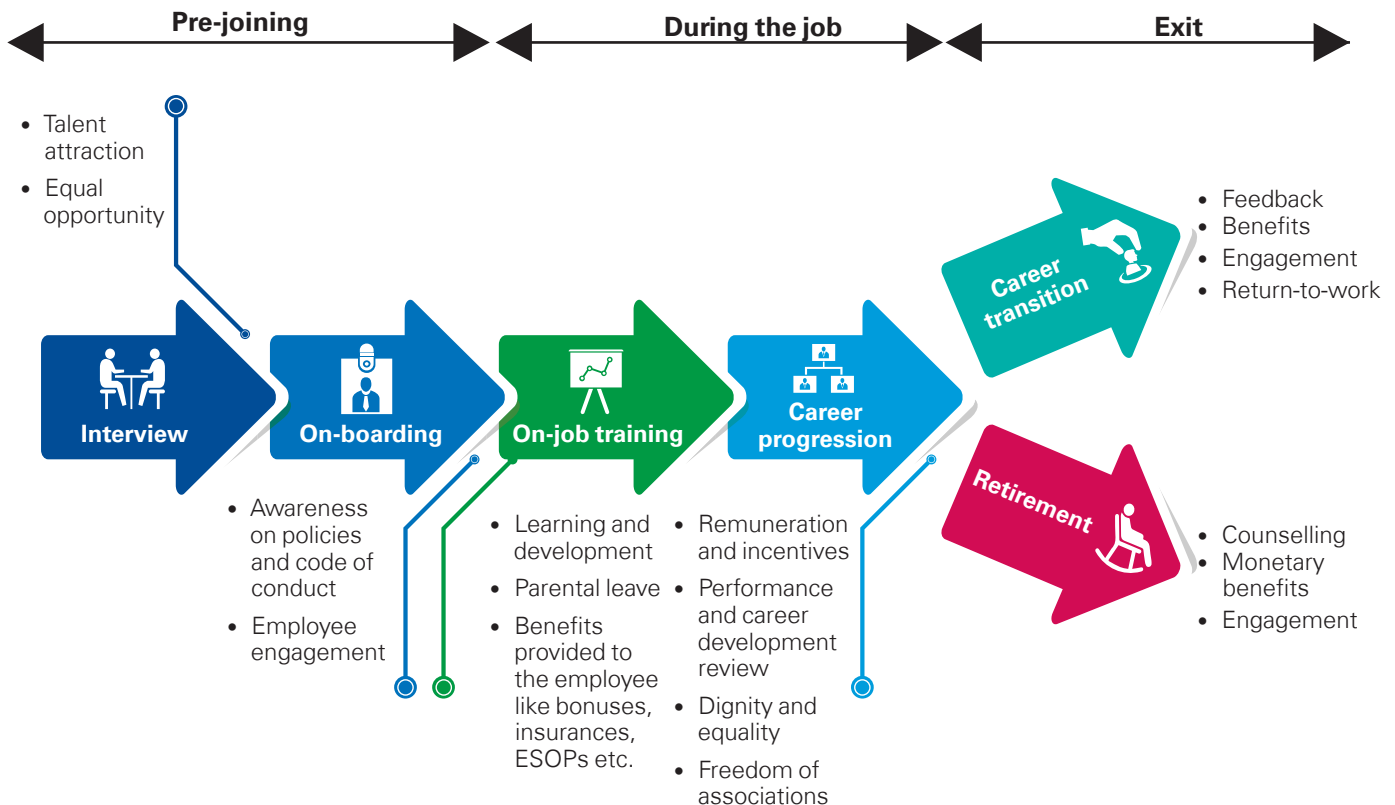 Pre-joining
During the job
Exit
• Talent
attraction
• Equal
opportunity
Interview
On-boarding
• Awareness
on policies
and code of
conduct
• Employee
engagement
On-job training
• Learning and
development
• Parental leave
• Benefits
provided to
the employee
like bonuses,
insurances,
ESOPs etc.
Career
progression
• Remuneration
and incentives
• Performance
and career
development
review
• Dignity and
equality
• Freedom of
associations
Career
transition
• Feedback
• Benefits
• Engagement
• Return-to-work
Retirement
• Counselling
• Monetary
benefits
• Engagement